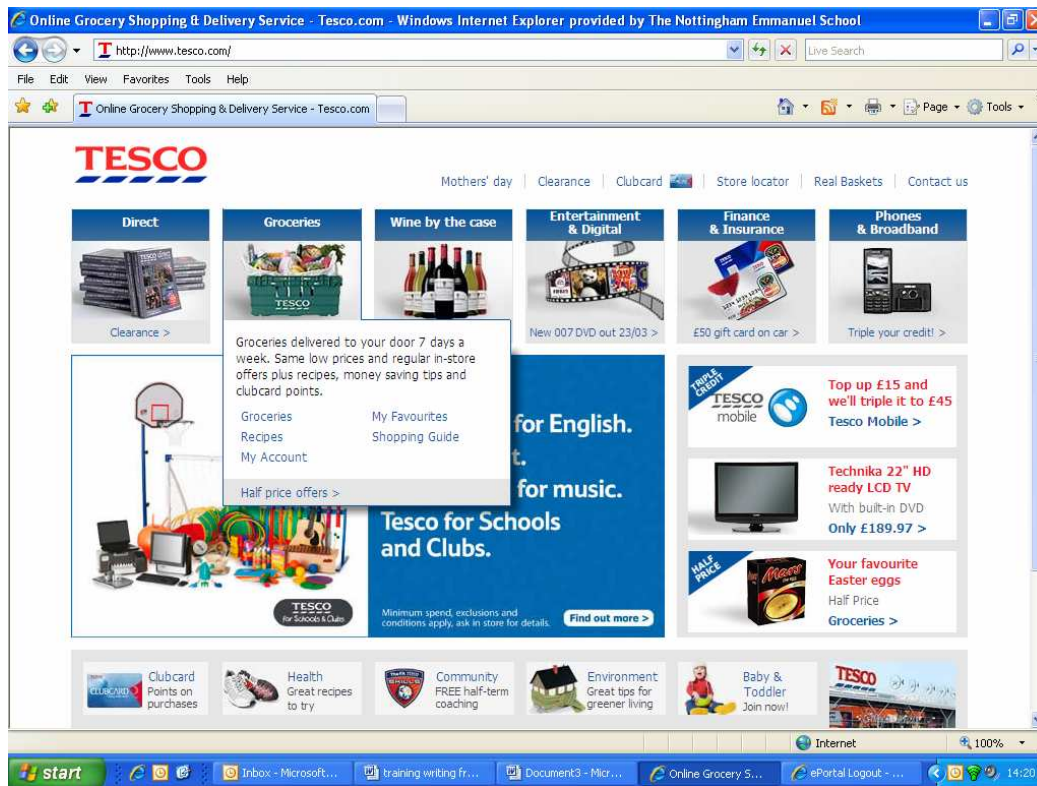 Online Grocery Shopping & Delivery Service - Tesco.com - Windows Internet Explorer provided by The Nottingham Emmanuel School
http://www.tesco.com/
Live Search
File Edit View Favorites Tools Help
Online Grocery Shopping & Delivery Service - Tesco.com
Page Tools
TESCO
Mothers' day | Clearance | Clubcard | Store locator | Real Baskets | Contact us
Direct
Groceries
Wine by the case
Entertainment
& Digital
Finance
& Insurance
Phones
& Broadband
TESCO
Clearance >
New 007 DVD out 23/03 >
£50 gift card on car >
Triple your credit! >
Groceries delivered to your door 7 days a
week. Same low prices and regular in-store
offers plus recipes, money saving tips and
clubcard points.
Groceries My Favourites
Recipes Shopping Guide
My Account
Half price offers >
for English.
t.
for music.
Tesco for Schools
and Clubs.
Minimum spend, exclusions and
conditions apply, ask in store for details.
Find out more >
TESCO
for Schools & Clubs
TRIPLE
CREDIT
TESCO
mobile
Top up £15 and
we'll triple it to £45
Tesco Mobile >
Technika 22" HD
ready LCD TV
With built-in DVD
Only £189.97 >
HALF
PRICE
Mars
Your favourite
Easter eggs
Half Price
Groceries >
CLUBCARD
Clubcard
Points on
purchases
Health
Great recipes
to try
Community
FREE half-term
coaching
Environment
Great tips for
greener living
Baby &
Toddler
Join now!
TESCO
Internet 100%
start
Inbox - Microsoft...
training writing fr...
Document3 - Micr...
Online Grocery S...
ePortal Logout - ...
14:20